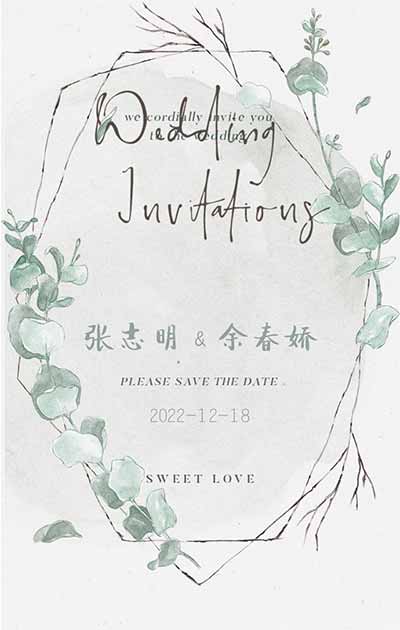 Wedding
we cordially invite you
to the wedding
Invitations
张志明 & 余春娇
PLEASE SAVE THE DATE .
2022-12-18
SWEET LOVE